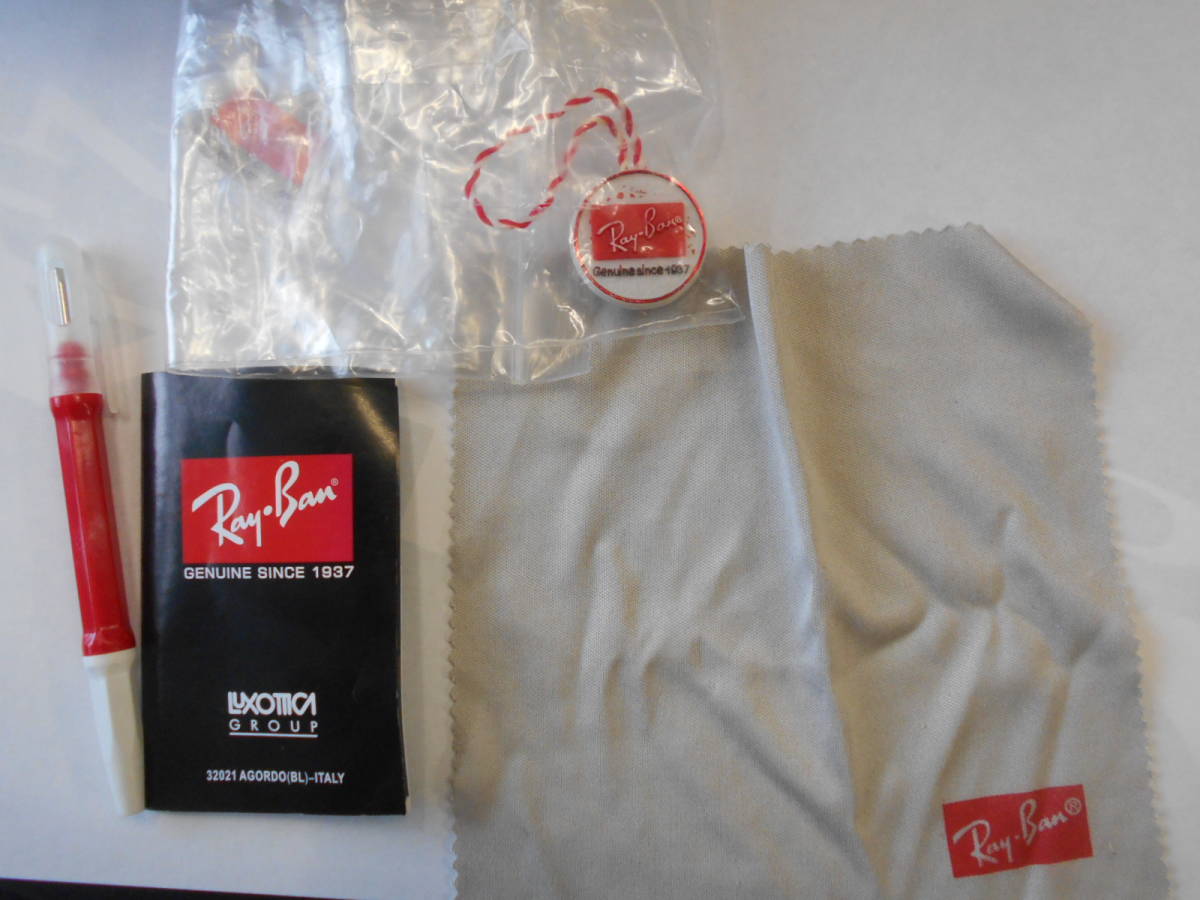 Ray-Ban®
Genuine since 1937
Ray•Ban®
GENUINE SINCE 1937
LUXOTTICA
GROUP
32021 AGORDO(BL)–ITALY
Ray-Ban®